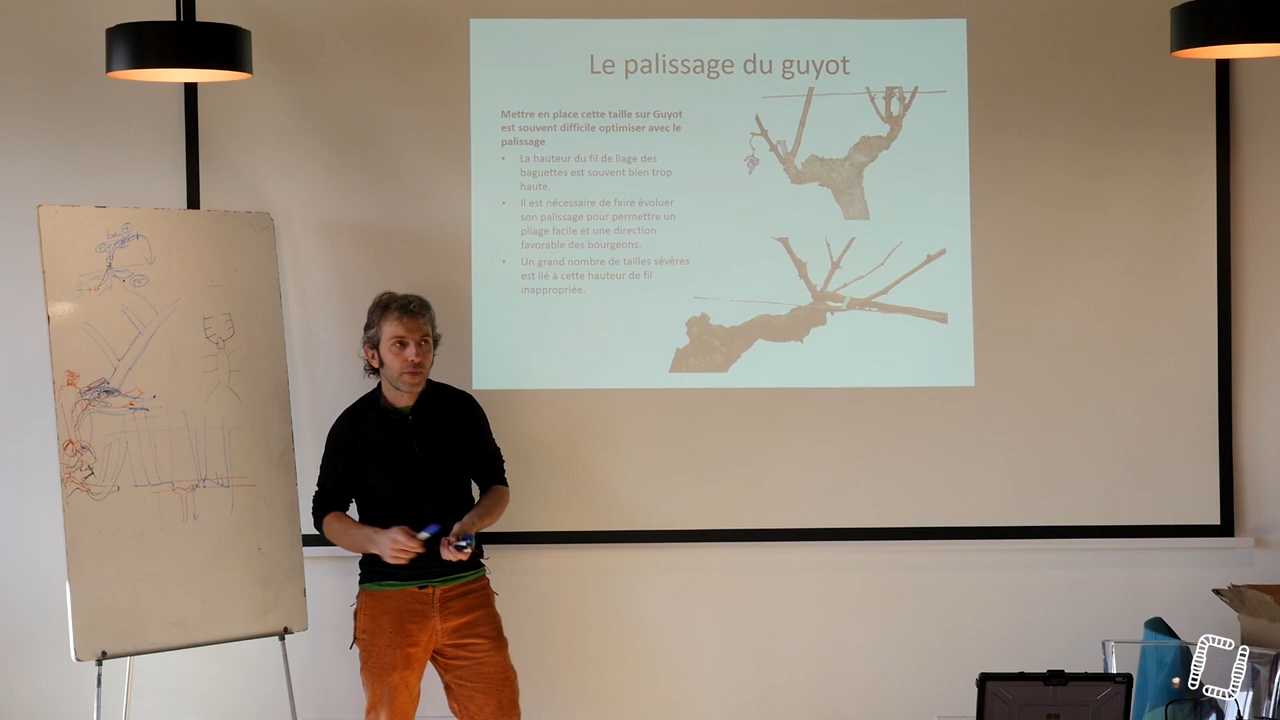 Le palissage du guyot
Mettre en place cette taille sur Guyot
est souvent difficile optimiser avec le
palissage
• La hauteur du fil de liage des
baguettes est souvent bien trop
haute.
• Il est nécessaire de faire évoluer
son palissage pour permettre un
pliage facile et une direction
favorable des bourgeons.
• Un grand nombre de tailles sévères
est lié à cette hauteur de fil
inappropriée.